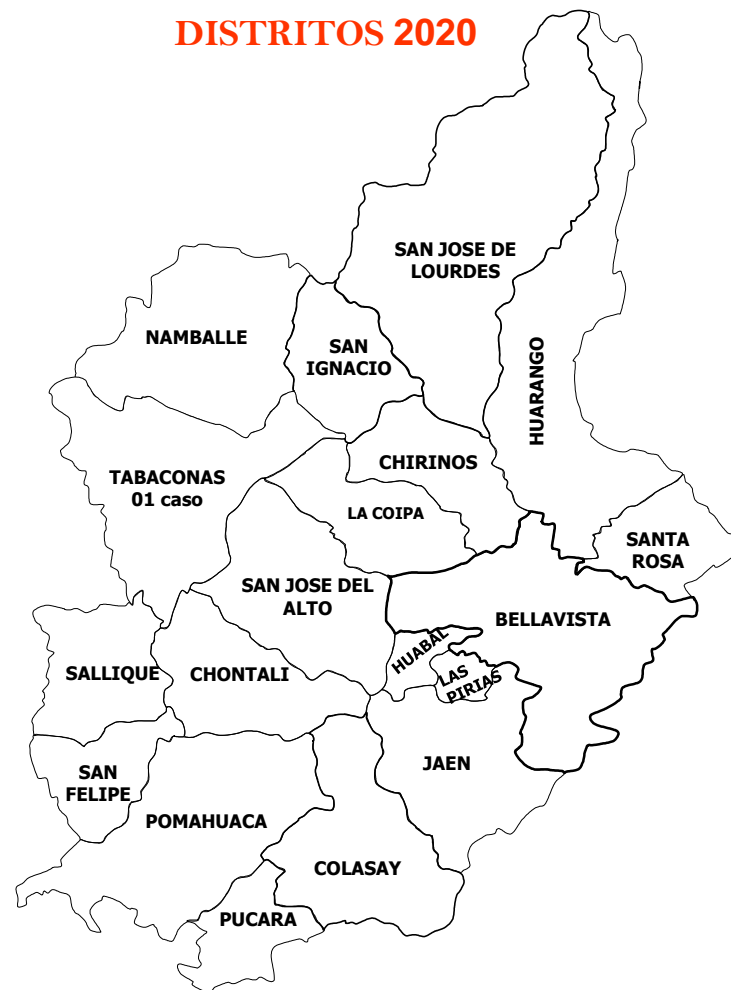 DISTRITOS 2020
SAN JOSE DE
LOURDES
NAMBALLE
SAN
IGNACIO
HUARANGO
CHIRINOS
TABACONAS
01 caso
LA COIPA
SANTA
ROSA
SAN JOSE DEL
ALTO
BELLAVISTA
HUABAL
LAS
PIRIAS
SALLIQUE
CHONTALI
JAEN
SAN
FELIPE
POMAHUACA
COLASAY
PUCARA